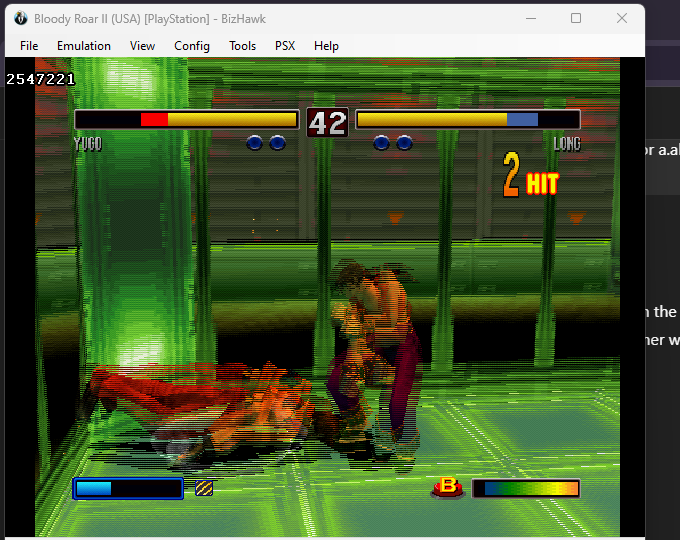 Bloody Roar II (USA) [PlayStation] - BizHawk
File Emulation View Config Tools PSX Help
2547221
42
YUGO LONG
2 HIT
B
or a.al
n the
ner w